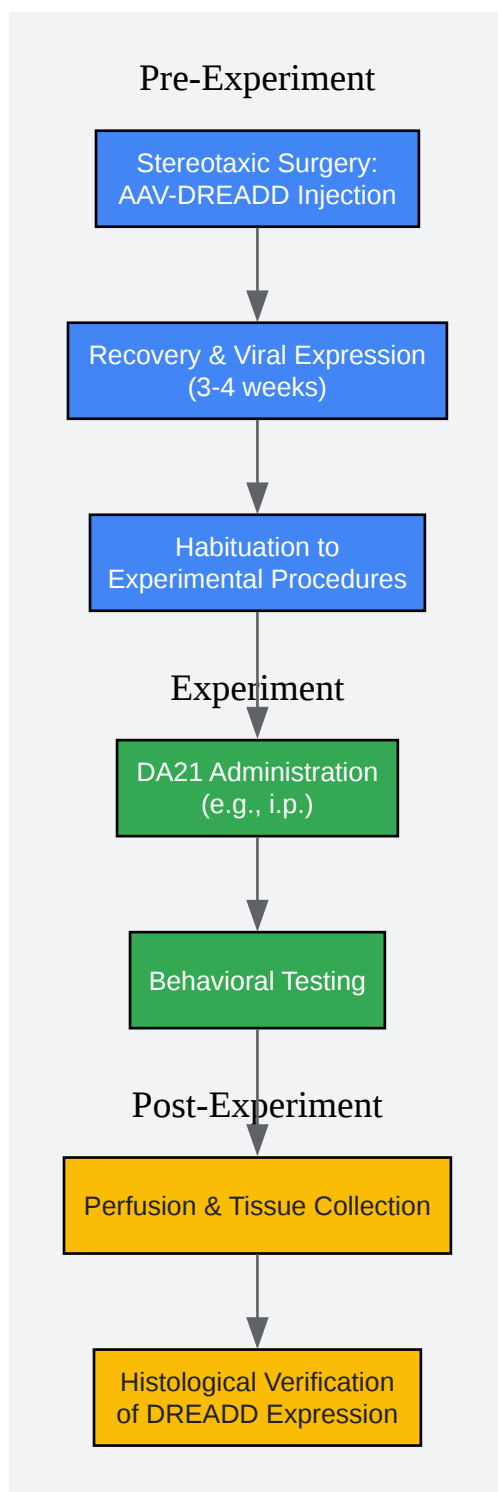 Pre-Experiment
Stereotaxic Surgery:
AAV-DREADD Injection
Recovery & Viral Expression
(3-4 weeks)
Habituation to
Experimental Procedures
Experiment
DA21 Administration
(e.g., i.p.)
Behavioral Testing
Post-Experiment
Perfusion & Tissue Collection
Histological Verification
of DREADD Expression